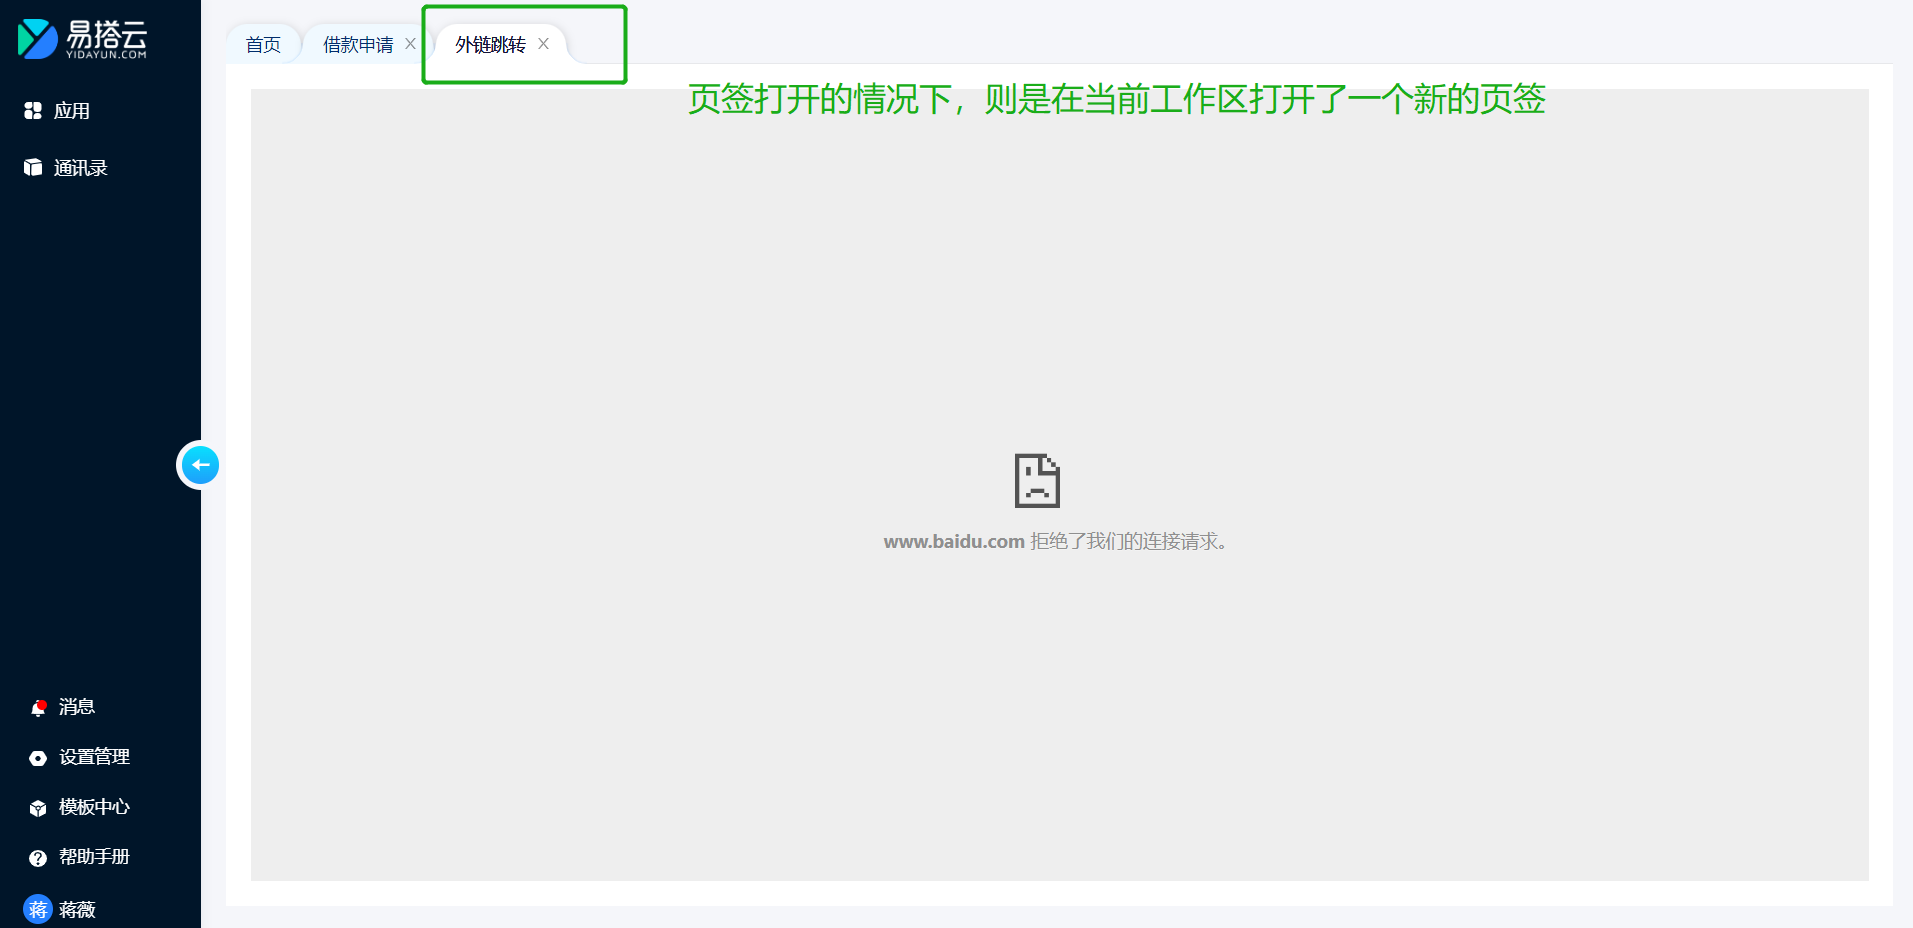 易搭云
YIDAYUN.COM
应用
通讯录
消息
设置管理
模板中心
帮助手册
蒋 蒋薇
首页 借款申请 外链跳转
页签打开的情况下，则是在当前工作区打开了一个新的页签
www.baidu.com 拒绝了我们的连接请求。